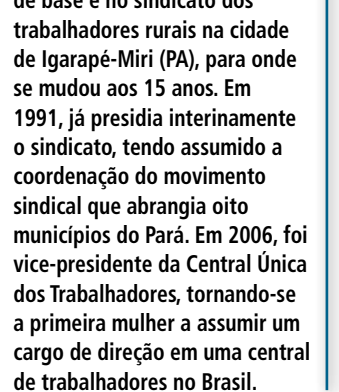 de base e no sindicato dos
trabalhadores rurais na cidade
de Igarapé-Miri (PA), para onde
se mudou aos 15 anos. Em
1991, já presidia interinamente
o sindicato, tendo assumido a
coordenação do movimento
sindical que abrangia oito
municípios do Pará. Em 2006, foi
vice-presidente da Central Única
dos Trabalhadores, tornando-se
a primeira mulher a assumir um
cargo de direção em uma central
de trabalhadores no Brasil.